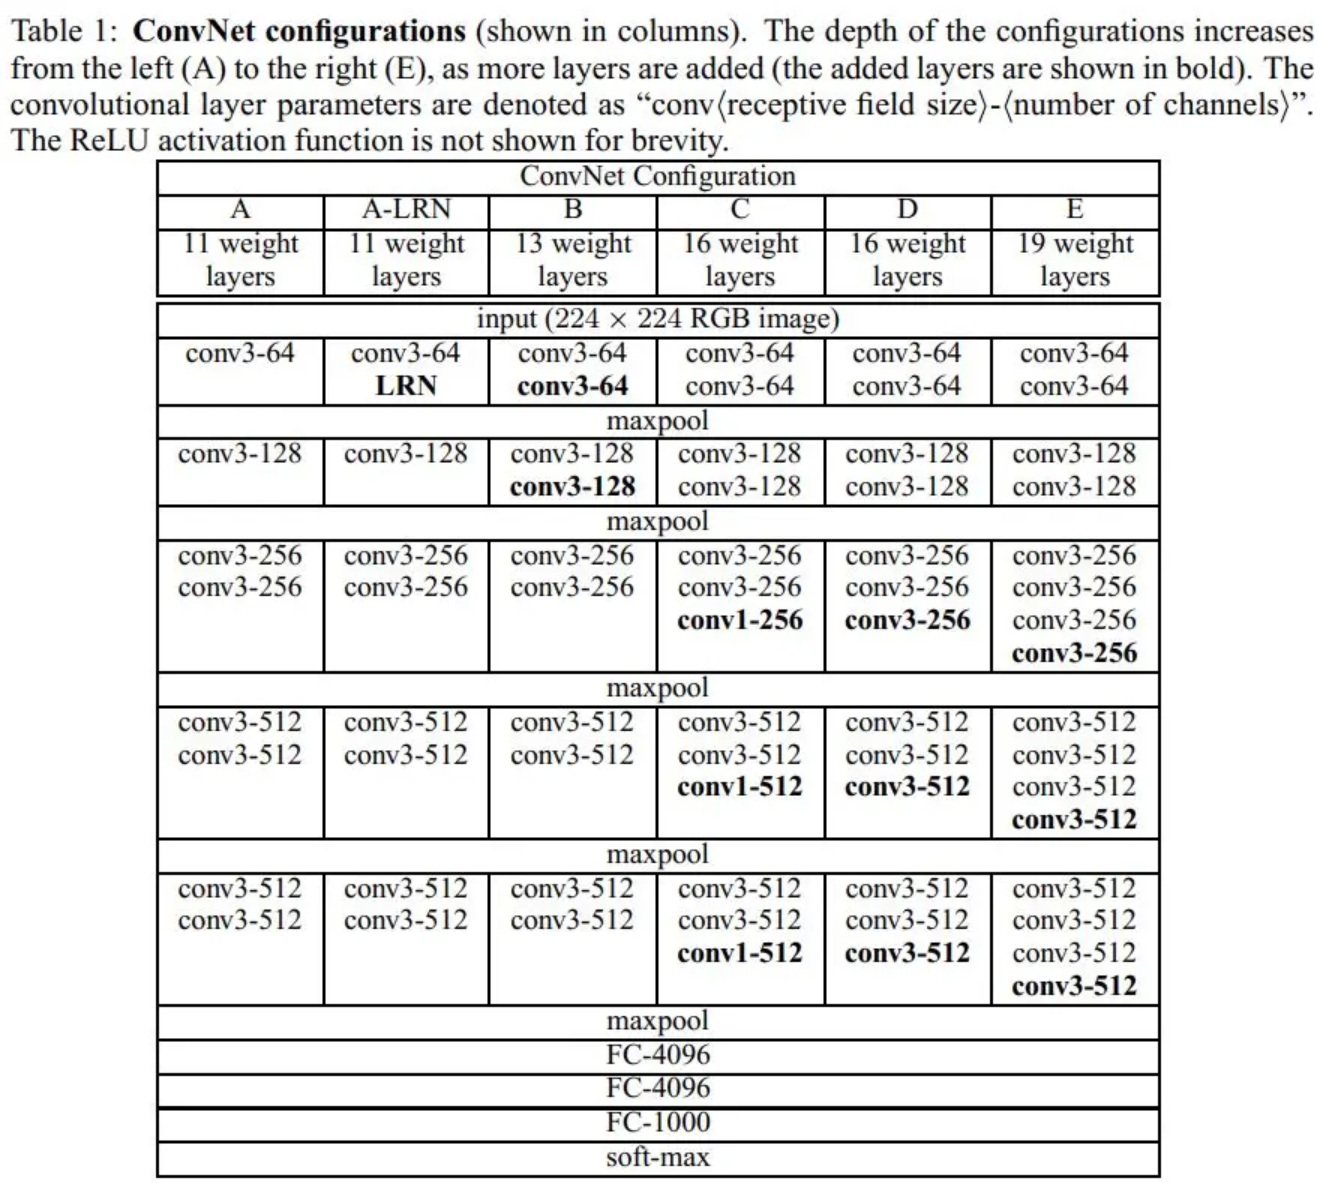 Table 1: ConvNet configurations (shown in columns). The depth of the configurations increases
from the left (A) to the right (E), as more layers are added (the added layers are shown in bold). The
convolutional layer parameters are denoted as “conv⟨receptive field size⟩-⟨number of channels⟩”.
The ReLU activation function is not shown for brevity.
ConvNet Configuration
A A-LRN B C D E
11 weight 11 weight 13 weight 16 weight 16 weight 19 weight
layers layers layers layers layers layers
input (224 × 224 RGB image)
conv3-64 conv3-64 conv3-64 conv3-64 conv3-64 conv3-64
LRN conv3-64 conv3-64 conv3-64 conv3-64
maxpool
conv3-128 conv3-128 conv3-128 conv3-128 conv3-128 conv3-128
conv3-128 conv3-128 conv3-128 conv3-128
maxpool
conv3-256 conv3-256 conv3-256 conv3-256 conv3-256 conv3-256
conv3-256 conv3-256 conv3-256 conv3-256 conv3-256 conv3-256
conv1-256 conv3-256 conv3-256
conv3-256
maxpool
conv3-512 conv3-512 conv3-512 conv3-512 conv3-512 conv3-512
conv3-512 conv3-512 conv3-512 conv3-512 conv3-512 conv3-512
conv1-512 conv3-512 conv3-512
conv3-512
maxpool
conv3-512 conv3-512 conv3-512 conv3-512 conv3-512 conv3-512
conv3-512 conv3-512 conv3-512 conv3-512 conv3-512 conv3-512
conv1-512 conv3-512 conv3-512
conv3-512
maxpool
FC-4096
FC-4096
FC-1000
soft-max